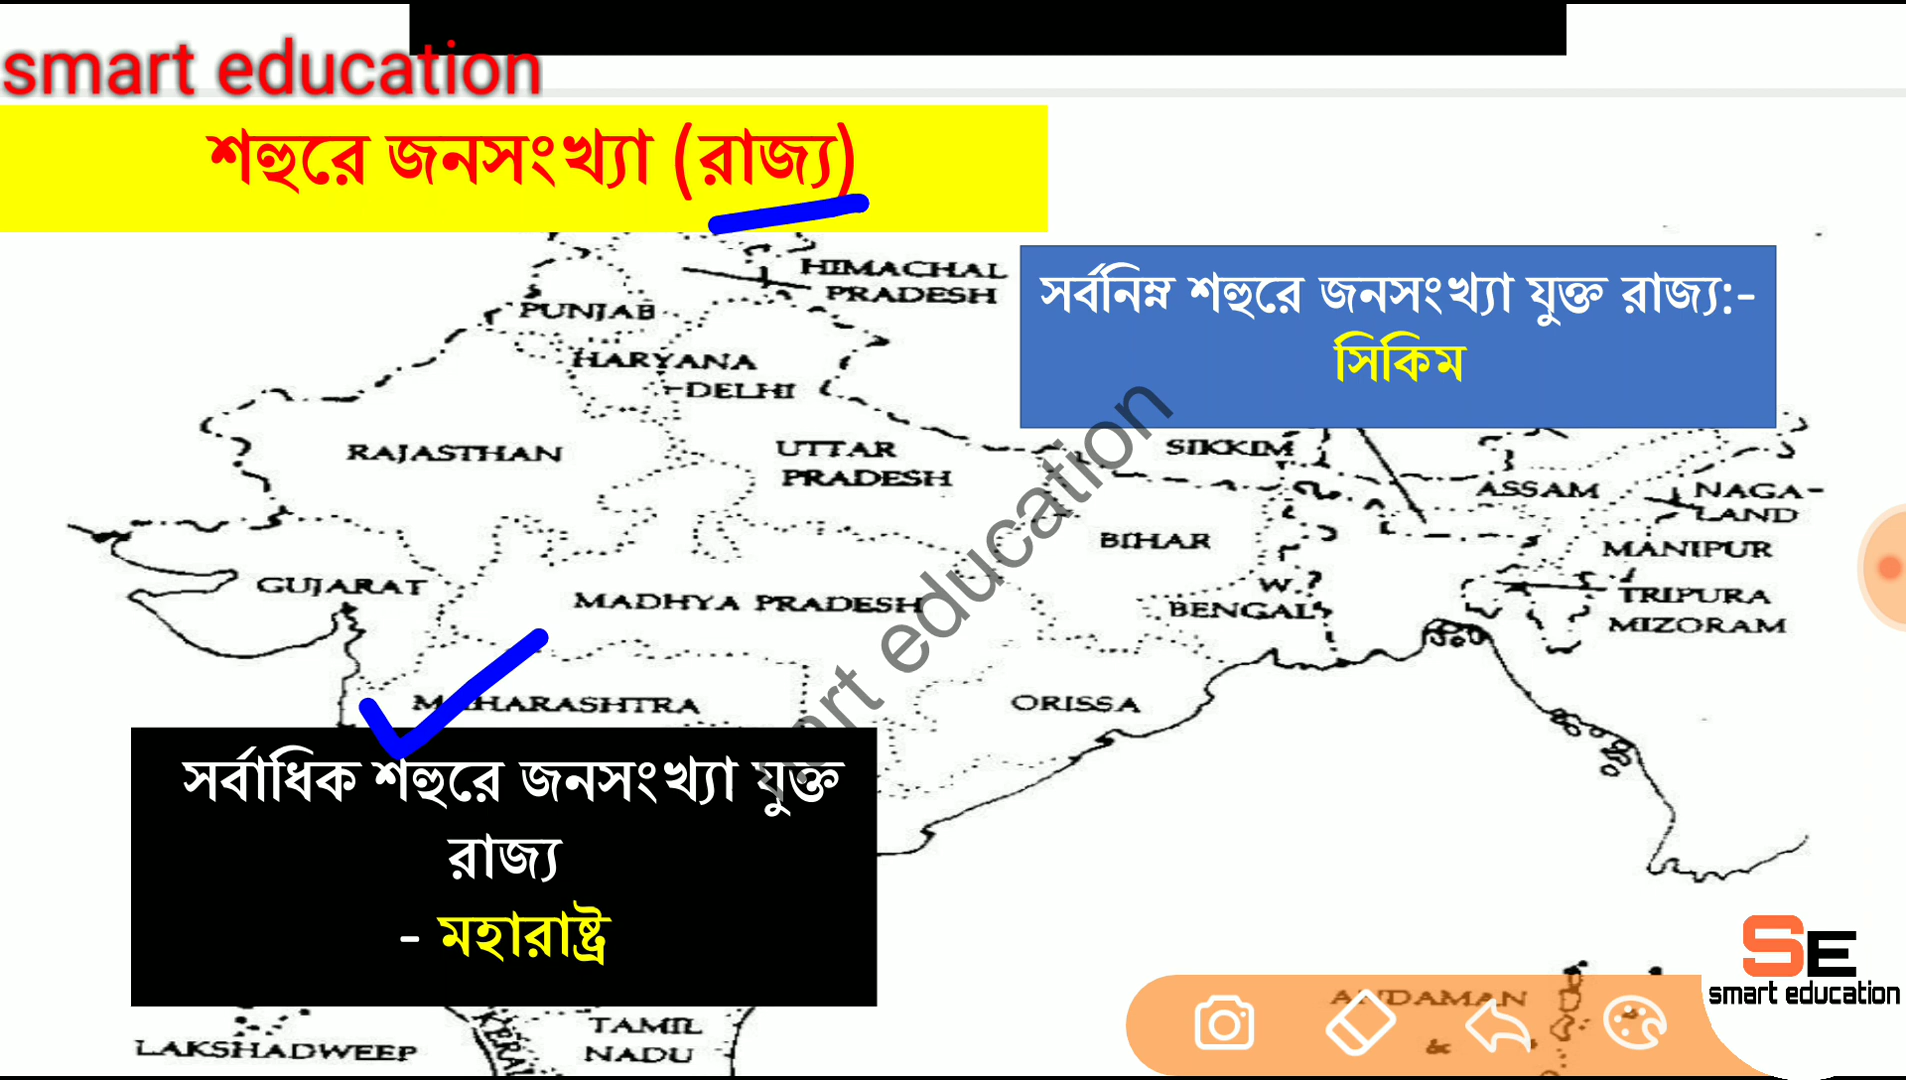 smart education
শহুরে জনসংখ্যা (রাজ্য)
HIMACHAL
PRADESH
PUNJAB
HARYANA
DELHI
সর্বনিম্ন শহুরে জনসংখ্যা যুক্ত রাজ্য:-
সিকিম
RAJASTHAN
UTTAR
PRADESH
SIKKIM
ASSAM
NAGA-
LAND
BIHAR
MANIPUR
GUJARAT
MADHYA PRADESH
W.
BENGAL
TRIPURA
MIZORAM
MAHARASHTRA
ORISSA
smart education
সর্বাধিক শহুরে জনসংখ্যা যুক্ত
রাজ্য
- মহারাষ্ট্র
SE
smart education
ANDAMAN
&
LAKSHADWEEP
TAMIL
NADU